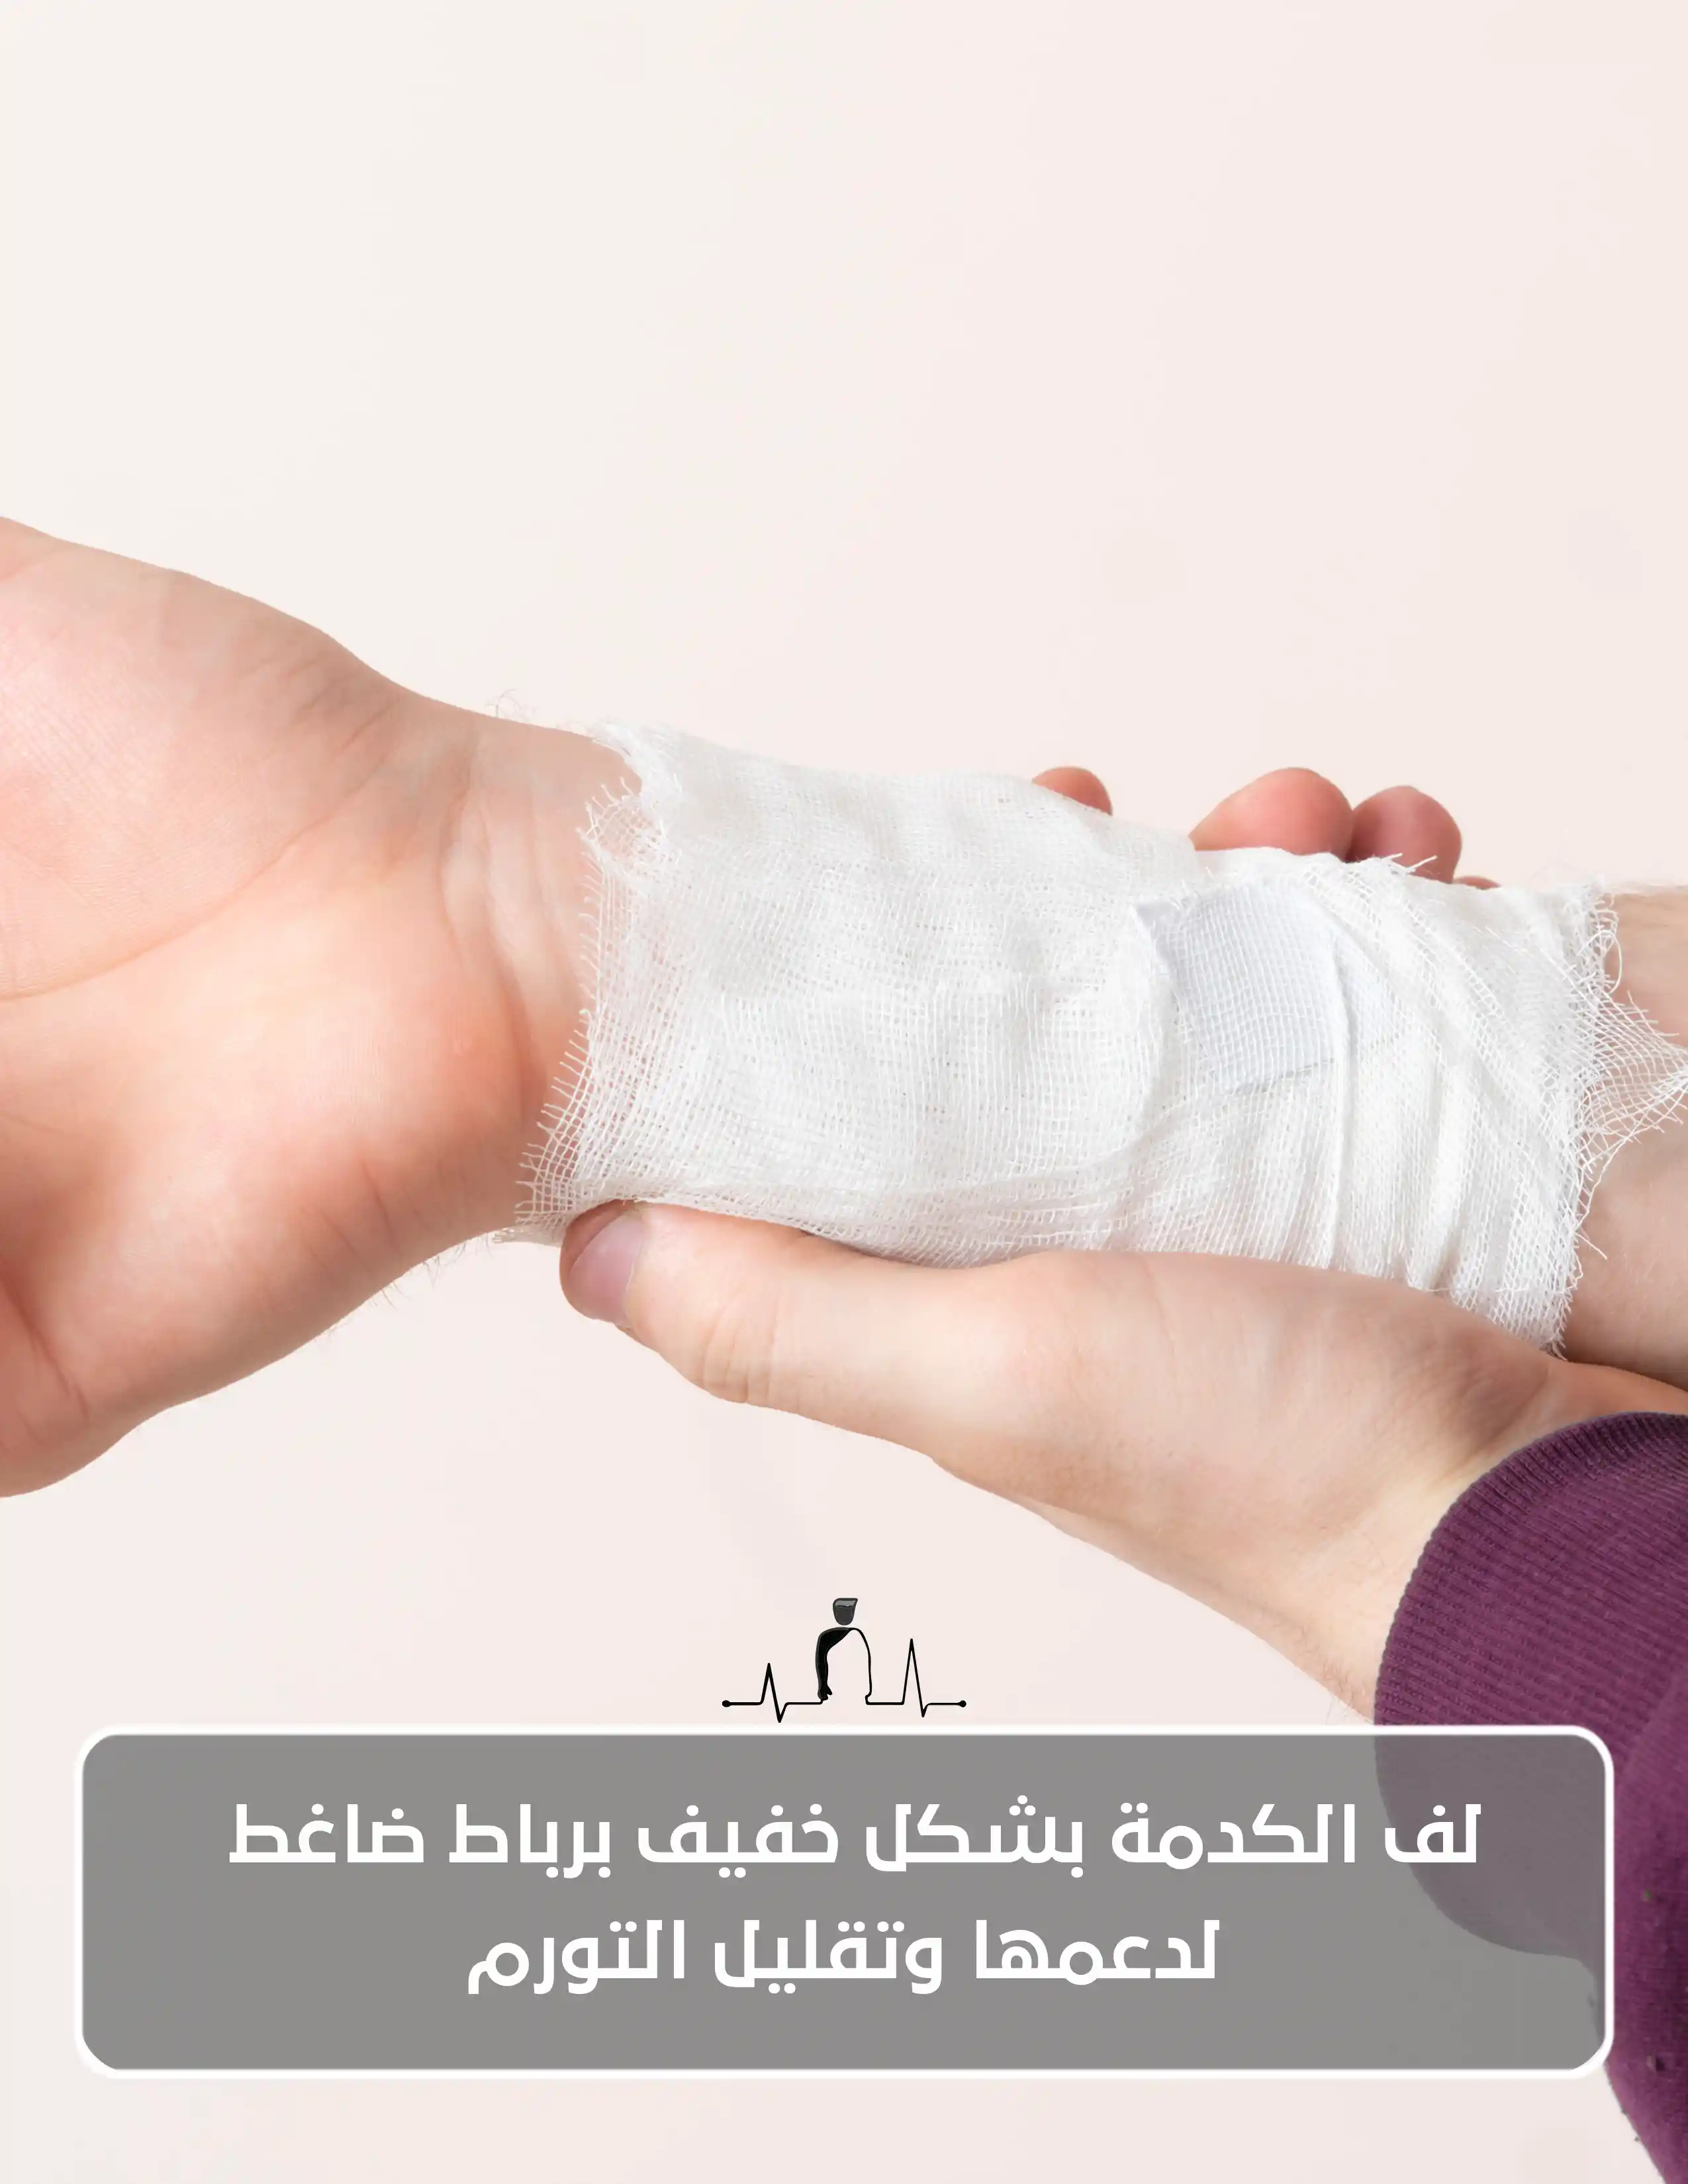 لف الكدمة بشكل خفيف برباط ضاغط
لدعمها وتقليل التورم